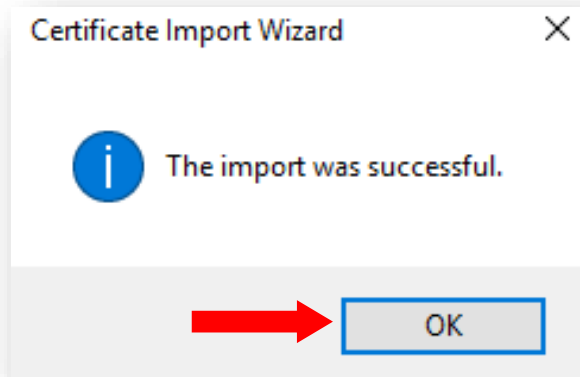 Certificate Import Wizard
The import was successful.
OK